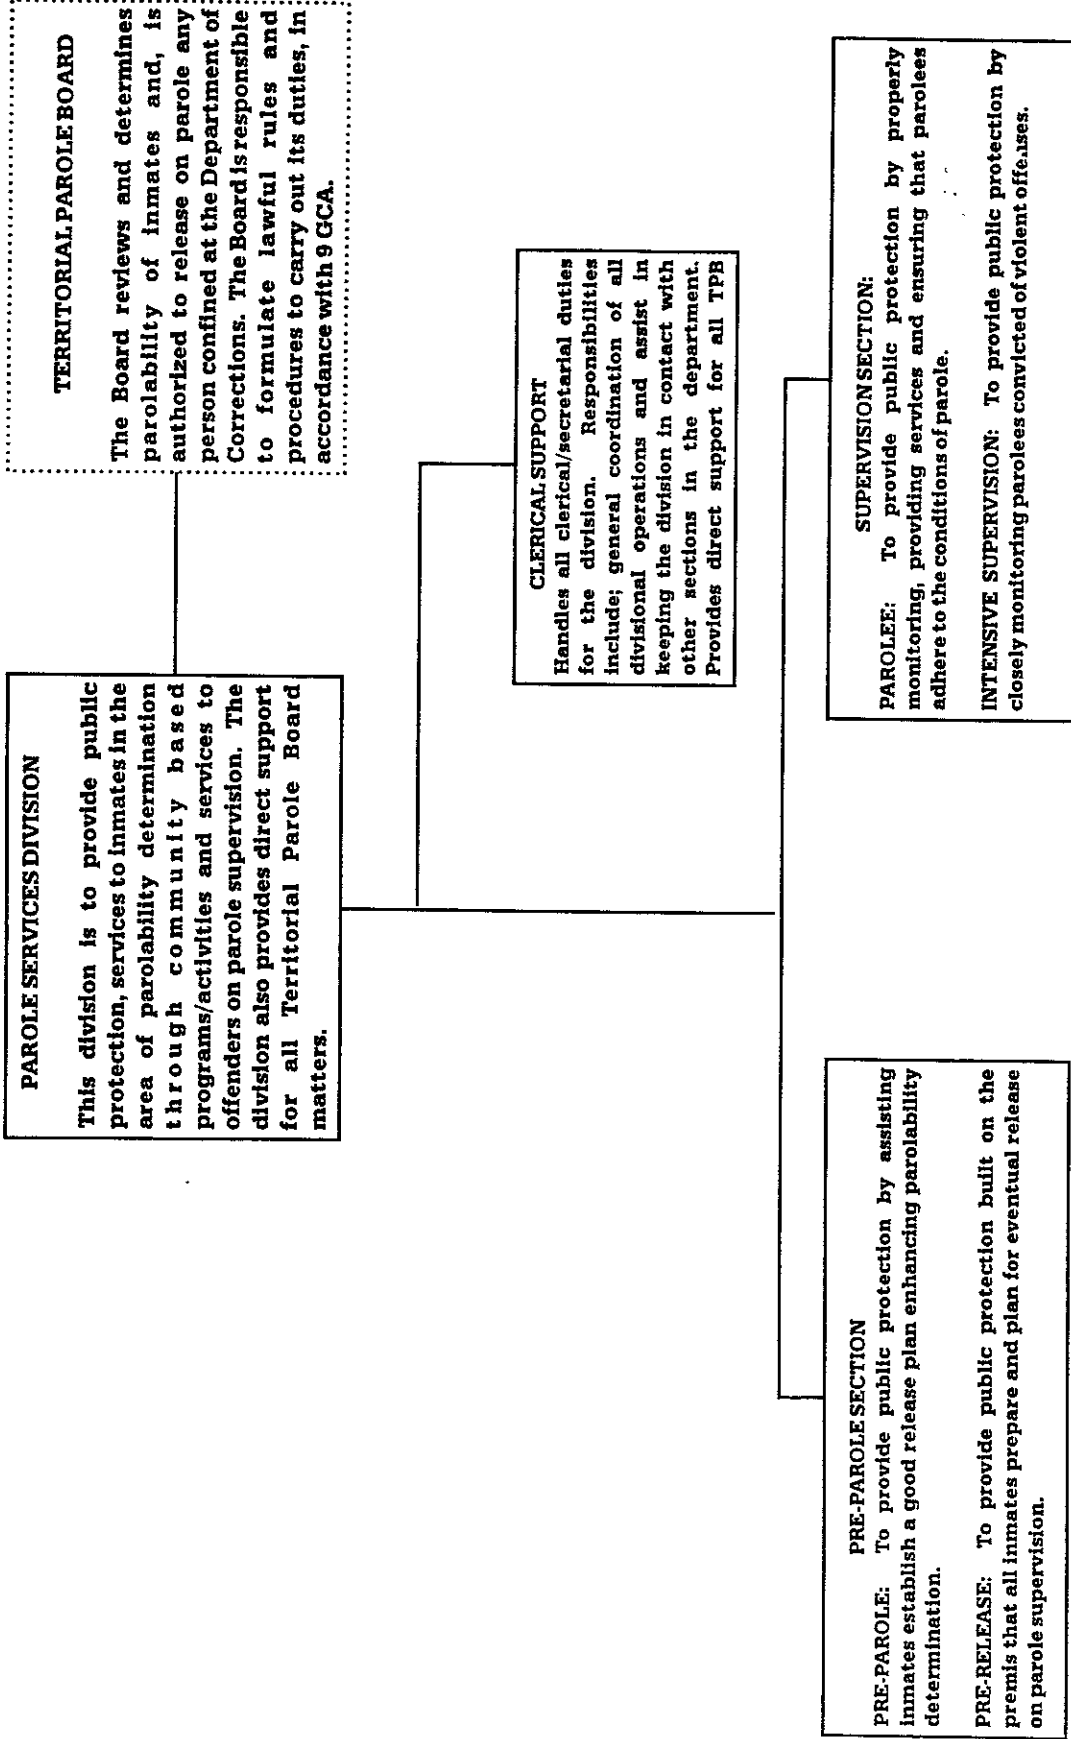 PAROLE SERVICES DIVISION
This division is to provide public
protection, services to inmates in the
area of parolability determination
through community based
programs/activities and services to
offenders on parole supervision. The
division also provides direct support
for all Territorial Parole Board
matters.
TERRITORIAL PAROLE BOARD
The Board reviews and determines
parolability of inmates and, is
authorized to release on parole any
person confined at the Department of
Corrections. The Board is responsible
to formulate lawful rules and
procedures to carry out its duties, in
accordance with 9 GCA.
CLERICAL SUPPORT
Handles all clerical/secretarial duties
for the division. Responsibilities
include; general coordination of all
divisional operations and assist in
keeping the division in contact with
other sections in the department.
Provides direct support for all TPB
PRE-PAROLE SECTION
PRE-PAROLE: To provide public protection by assisting
inmates establish a good release plan enhancing parolability
determination.
PRE-RELEASE: To provide public protection built on the
premis that all inmates prepare and plan for eventual release
on parole supervision.
SUPERVISION SECTION:
PAROLEE: To provide public protection by properly
monitoring, providing services and ensuring that parolees
adhere to the conditions of parole.
INTENSIVE SUPERVISION: To provide public protection by
closely monitoring parolees convicted of violent offenses.